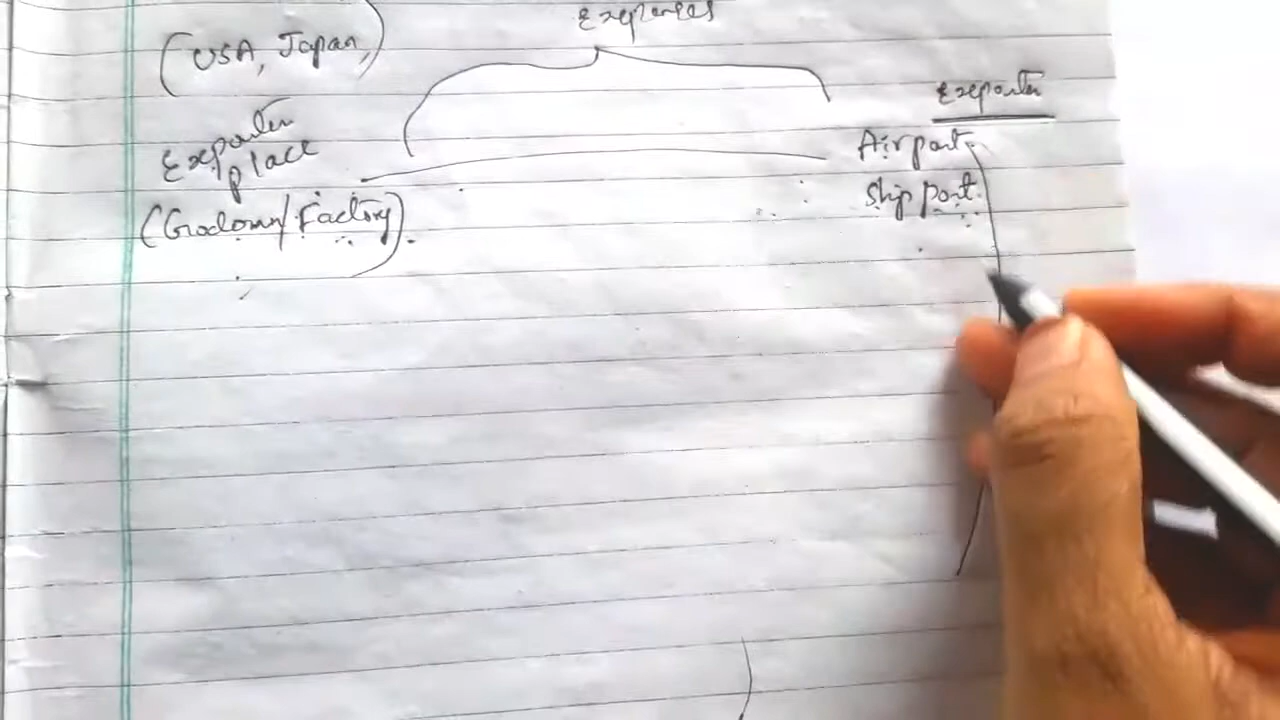 Expenses
(USA, Japan,)
Exporter
Exporter
place
Airport
Ship Port
(Godown/Factory)